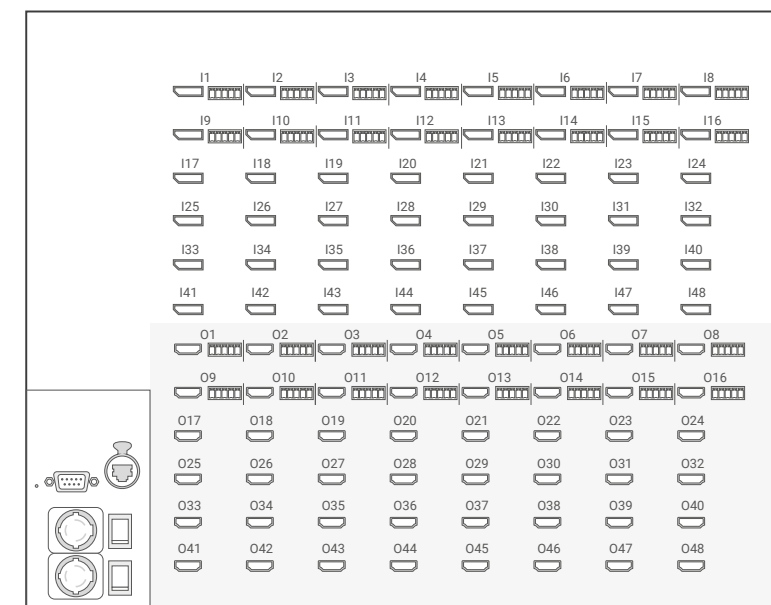 I1 I2 I3 I4 I5 I6 I7 I8
I9 I10 I11 I12 I13 I14 I15 I16
I17 I18 I19 I20 I21 I22 I23 I24
I25 I26 I27 I28 I29 I30 I31 I32
I33 I34 I35 I36 I37 I38 I39 I40
I41 I42 I43 I44 I45 I46 I47 I48
O1 O2 O3 O4 O5 O6 O7 O8
O9 O10 O11 O12 O13 O14 O15 O16
O17 O18 O19 O20 O21 O22 O23 O24
O25 O26 O27 O28 O29 O30 O31 O32
O33 O34 O35 O36 O37 O38 O39 O40
O41 O42 O43 O44 O45 O46 O47 O48